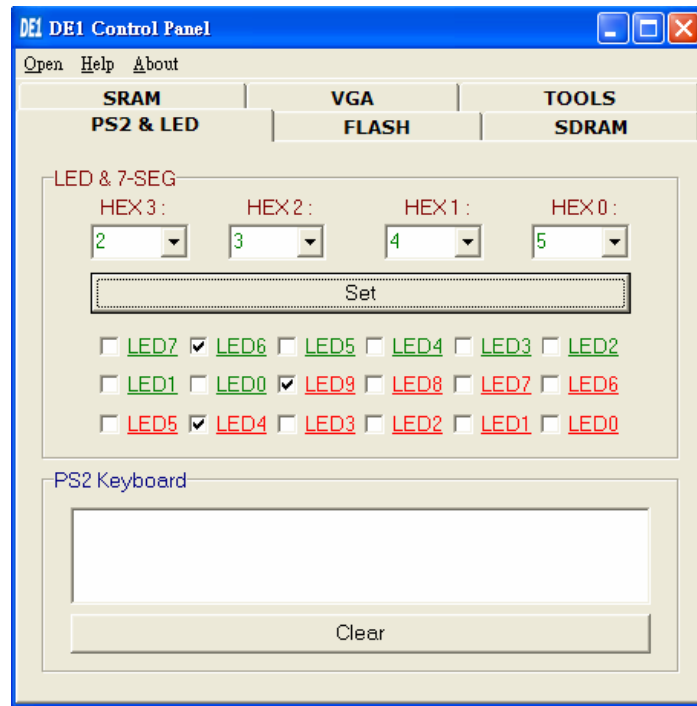 DE1 DE1 Control Panel
Open Help About
SRAM VGA TOOLS
PS2 & LED FLASH SDRAM
LED & 7-SEG
HEX 3 : HEX 2 : HEX 1 : HEX 0 :
2 3 4 5
Set
LED7 LED6 LED5 LED4 LED3 LED2
LED1 LED0 LED9 LED8 LED7 LED6
LED5 LED4 LED3 LED2 LED1 LED0
PS2 Keyboard
Clear